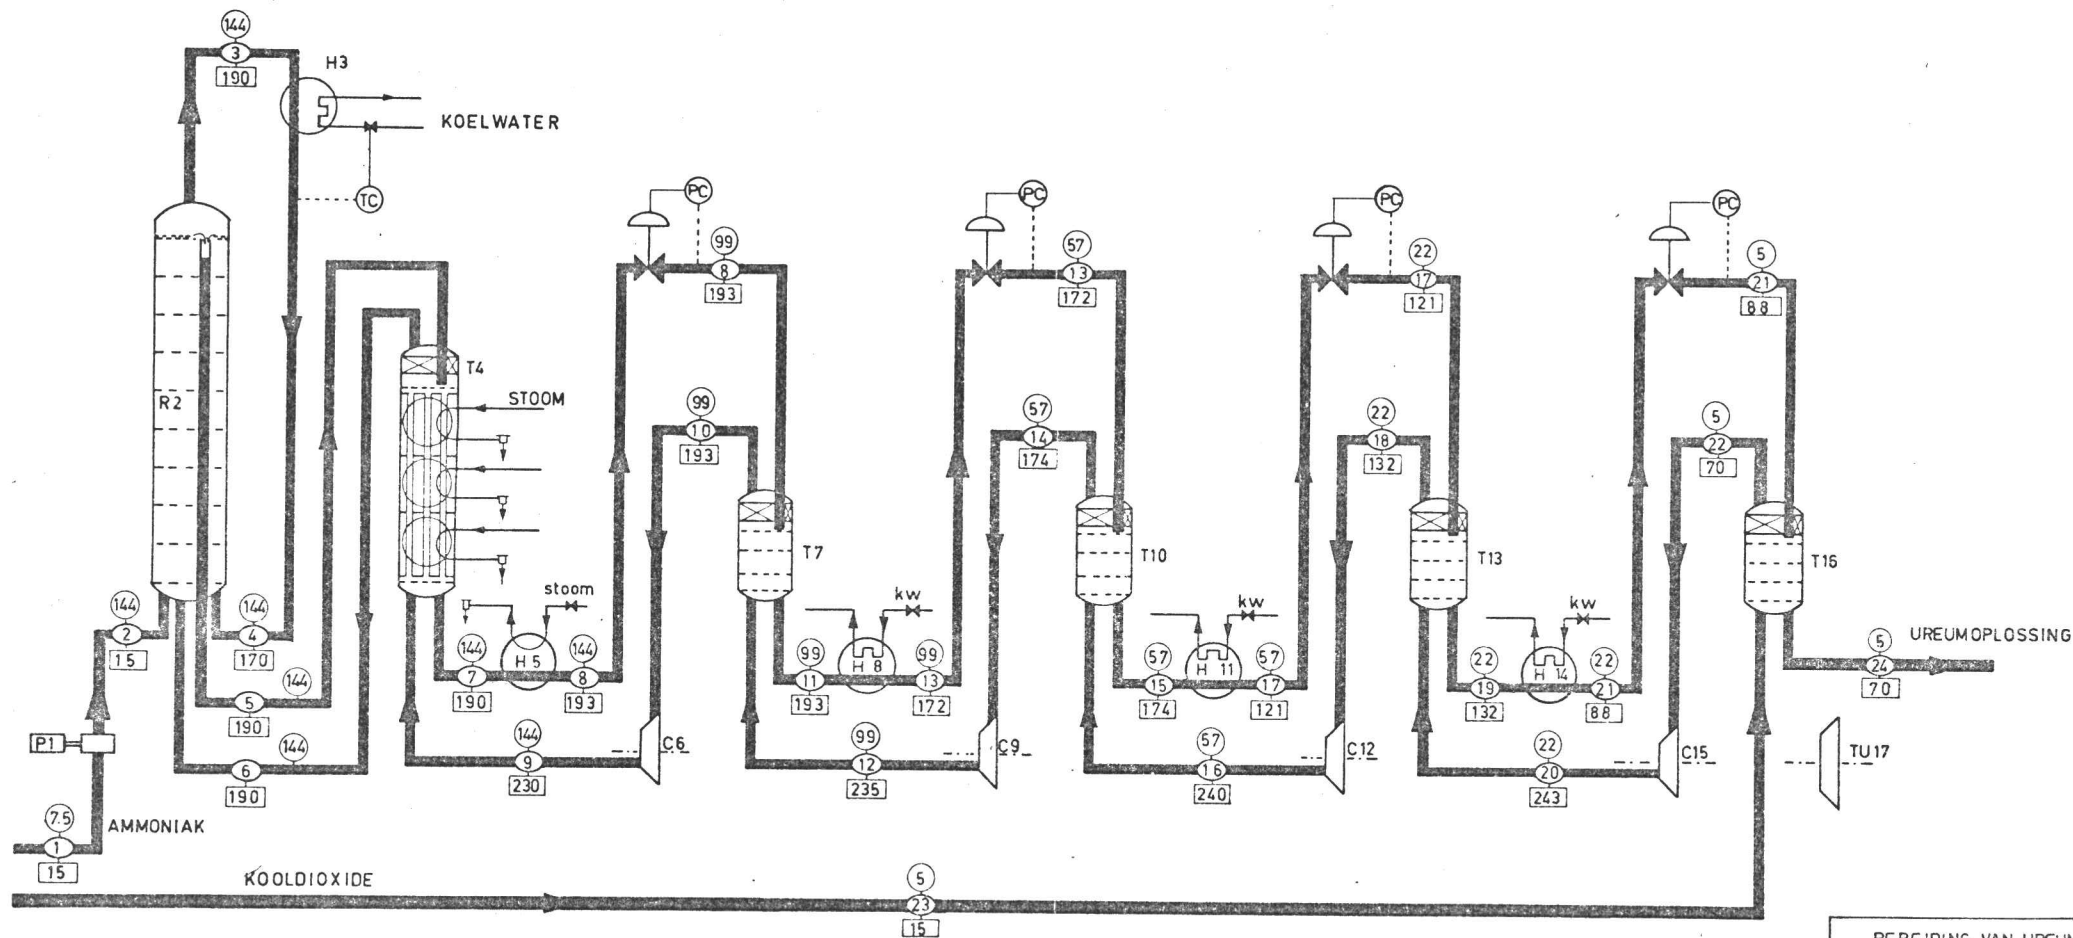 144
3
190
H3
KOELWATER
TC
PC
PC
PC
PC
99
8
193
57
13
172
22
17
121
5
21
88
R2
T4
STOOM
99
10
193
57
14
174
22
18
132
5
22
70
T7
T10
T13
T16
144
2
15
144
4
170
stoom
kw
kw
kw
144
7
190
H 5
144
8
193
99
11
193
H 8
99
13
172
57
15
174
H 11
57
17
121
22
19
132
H 14
22
21
88
5
24
70
UREUMOPLOSSING
5
144
190
P1
6
144
190
144
9
230
C6
99
12
235
C9
57
16
240
C12
22
20
243
C15
TU17
7.5
1
15
AMMONIAK
KOOLDIOXIDE
5
23
15